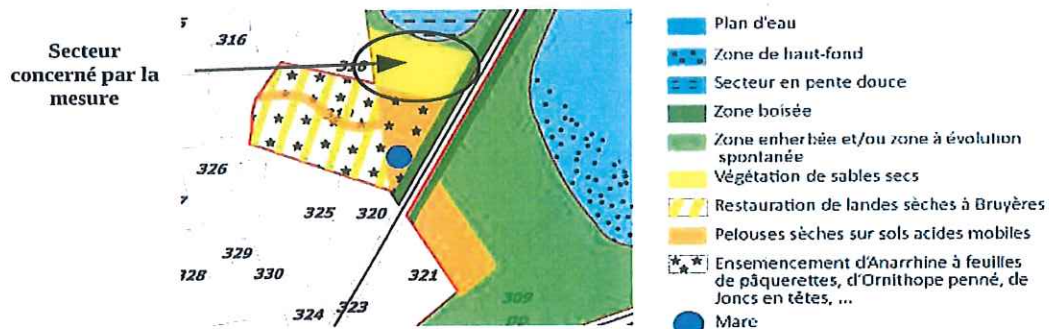 Secteur
concerné par la
mesure
316
326
325
320
329
328
330
321
324
323
309
Plan d'eau
Zone de haut-fond
Secteur en pente douce
Zone boisée
Zone enherbée et/ou zone à évolution
spontanée
Végétation de sables secs
Restauration de landes sèches à Bruyères
Pelouses sèches sur sols acides mobiles
Ensemencement d'Anarrhine à feuilles
de pâquerettes, d'Ornithope penné, de
Joncs en têtes, ...
Mare